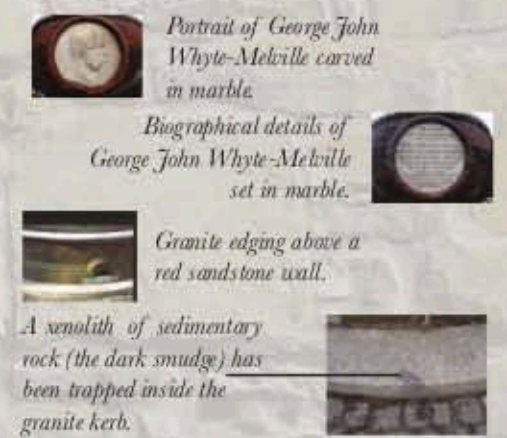 Portrait of George John
Whyte-Melville carved
in marble.
Biographical details of
George John Whyte-Melville
set in marble.
Granite edging above a
red sandstone wall.
A xenolith of sedimentary
rock (the dark smudge) has
been trapped inside the
granite kerb.